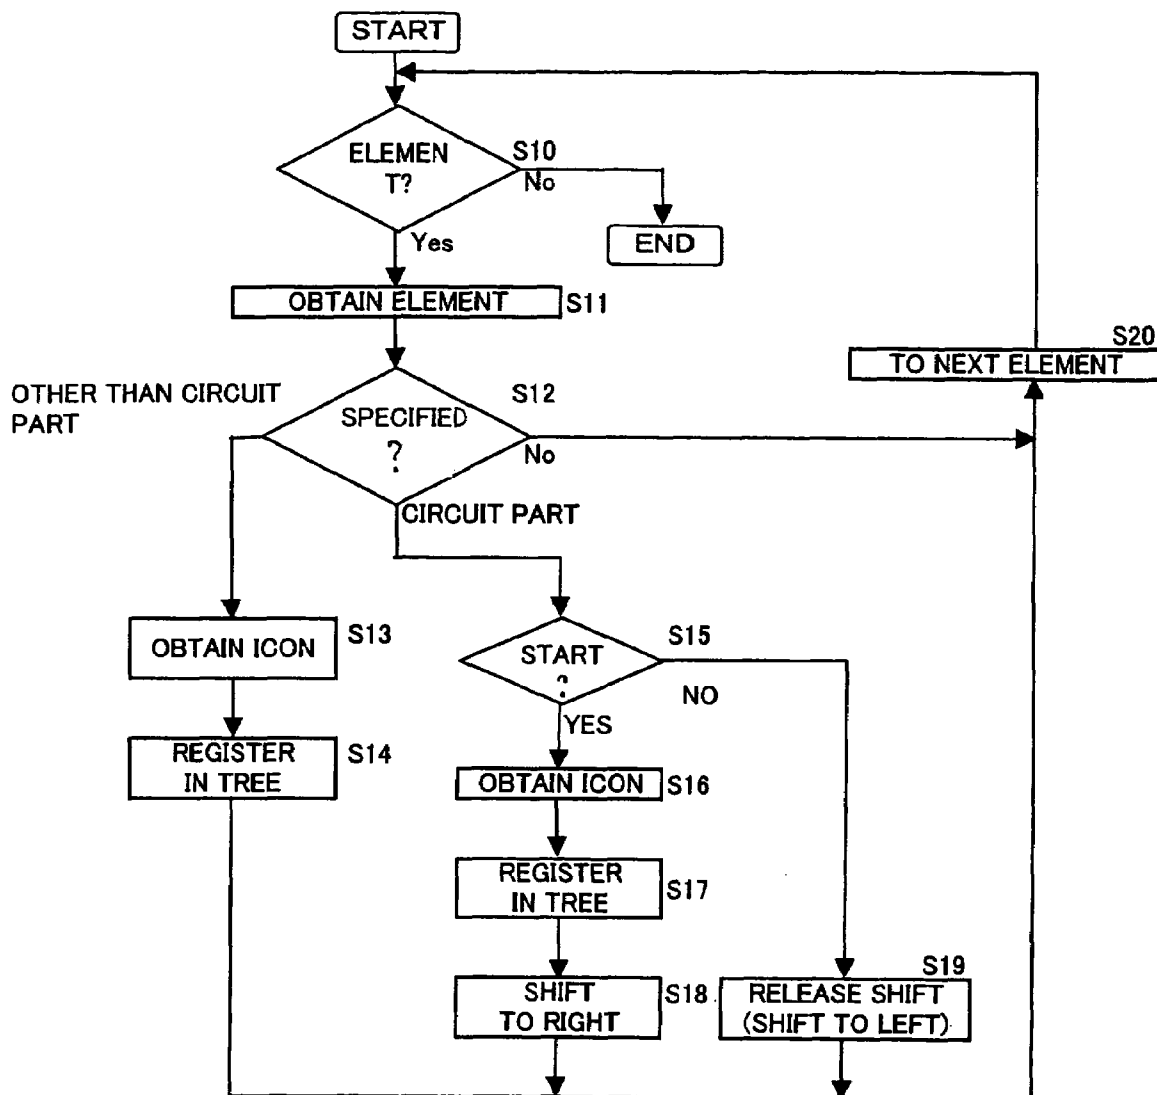 START
ELEMEN
T?
S10
No
Yes
END
OBTAIN ELEMENT
S11
S20
TO NEXT ELEMENT
OTHER THAN CIRCUIT
PART
S12
SPECIFIED
?
No
CIRCUIT PART
OBTAIN ICON
S13
S15
START
?
NO
YES
REGISTER
IN TREE
S14
OBTAIN ICON
S16
REGISTER
IN TREE
S17
SHIFT
TO RIGHT
S18
S19
RELEASE SHIFT
(SHIFT TO LEFT)